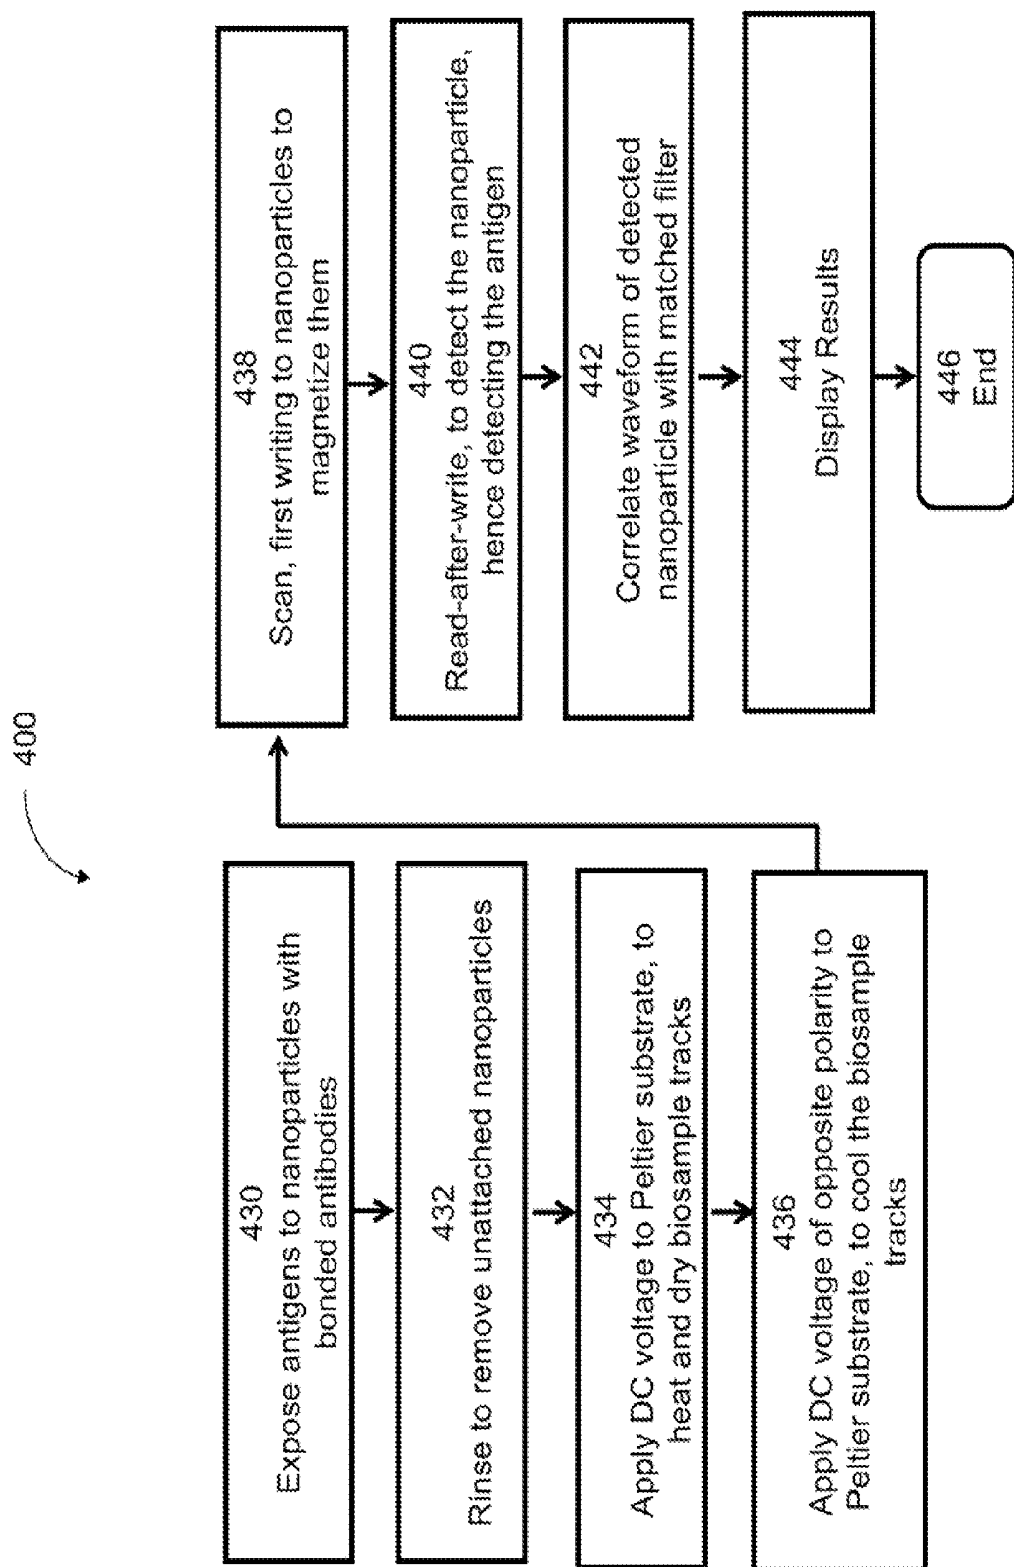 400
430
Expose antigens to nanoparticles with
bonded antibodies
432
Rinse to remove unattached nanoparticles
434
Apply DC voltage to Peltier substrate, to
heat and dry biosample tracks
436
Apply DC voltage of opposite polarity to
Peltier substrate, to cool the biosample
tracks
438
Scan, first writing to nanoparticles to
magnetize them
440
Read-after-write, to detect the nanoparticle,
hence detecting the antigen
442
Correlate waveform of detected
nanoparticle with matched filter
444
Display Results
446
End